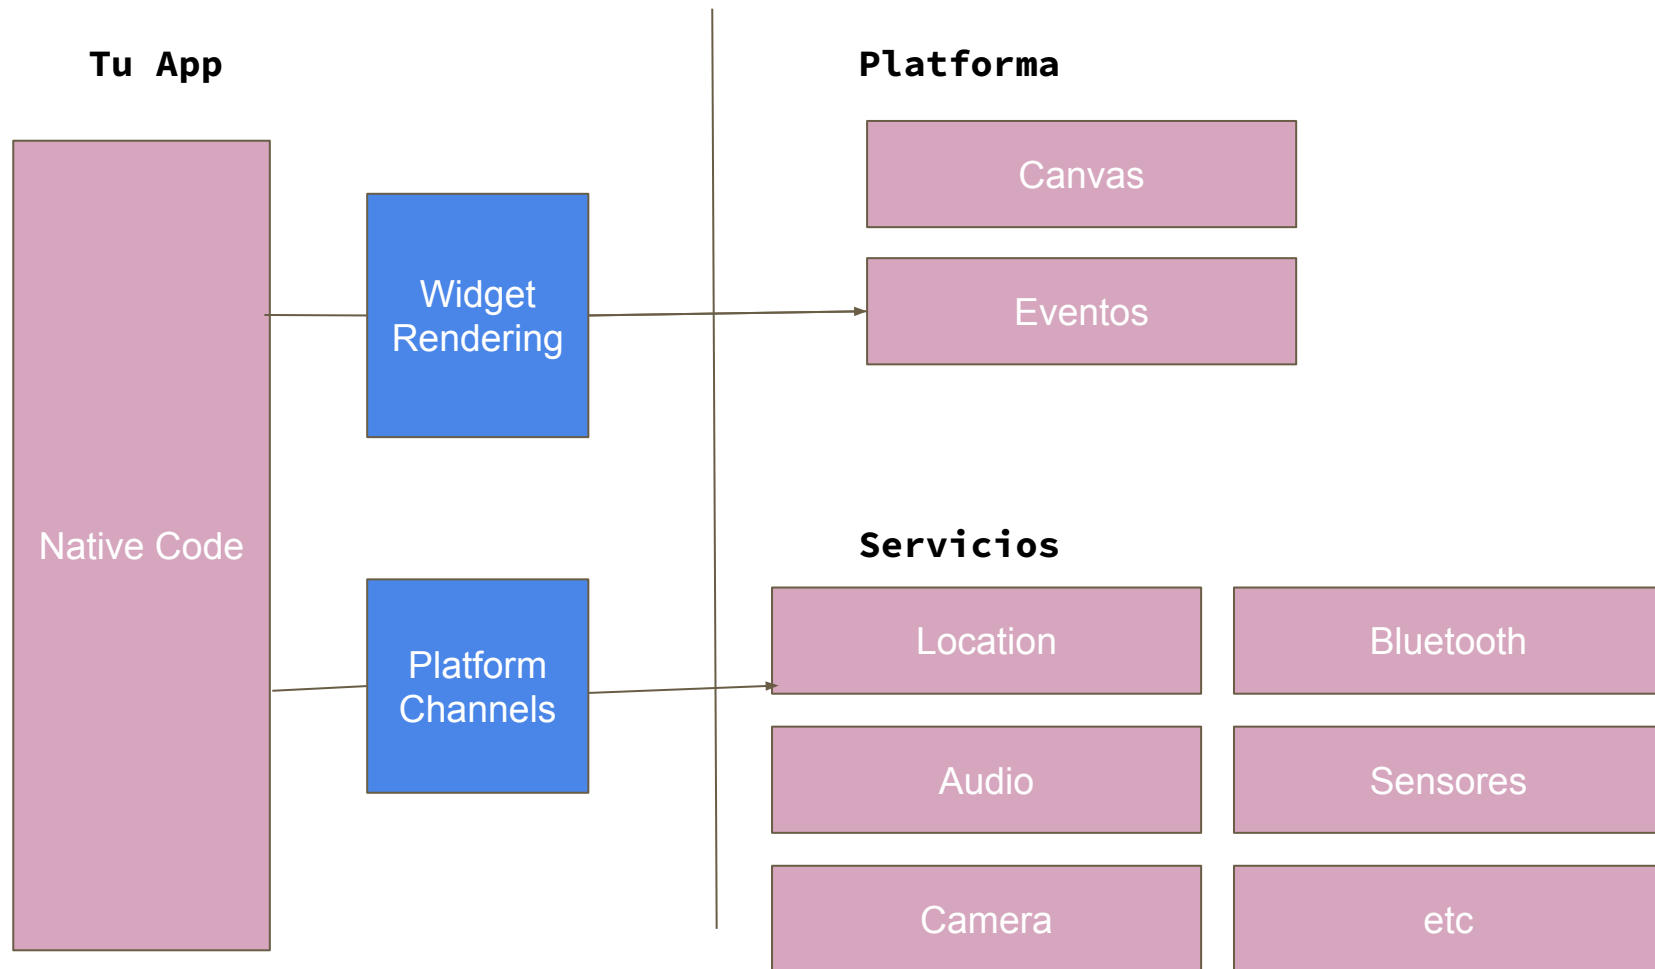 Tu App
Native Code
Widget
Rendering
Platform
Channels
Platforma
Canvas
Eventos
Servicios
Location
Bluetooth
Audio
Sensores
Camera
etc